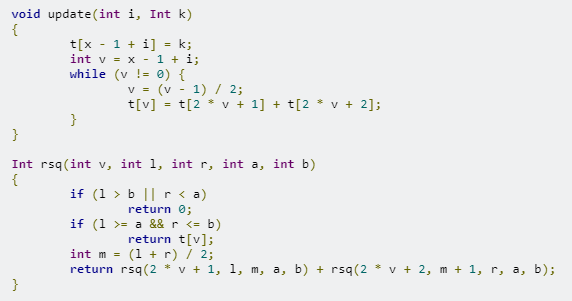 void update(int i, Int k)
{
        t[x - 1 + i] = k;
        int v = x - 1 + i;
        while (v != 0) {
                v = (v - 1) / 2;
                t[v] = t[2 * v + 1] + t[2 * v + 2];
        }
}

Int rsq(int v, int l, int r, int a, int b)
{
        if (l > b || r < a)
                return 0;
        if (l >= a && r <= b)
                return t[v];
        int m = (l + r) / 2;
        return rsq(2 * v + 1, l, m, a, b) + rsq(2 * v + 2, m + 1, r, a, b);
}